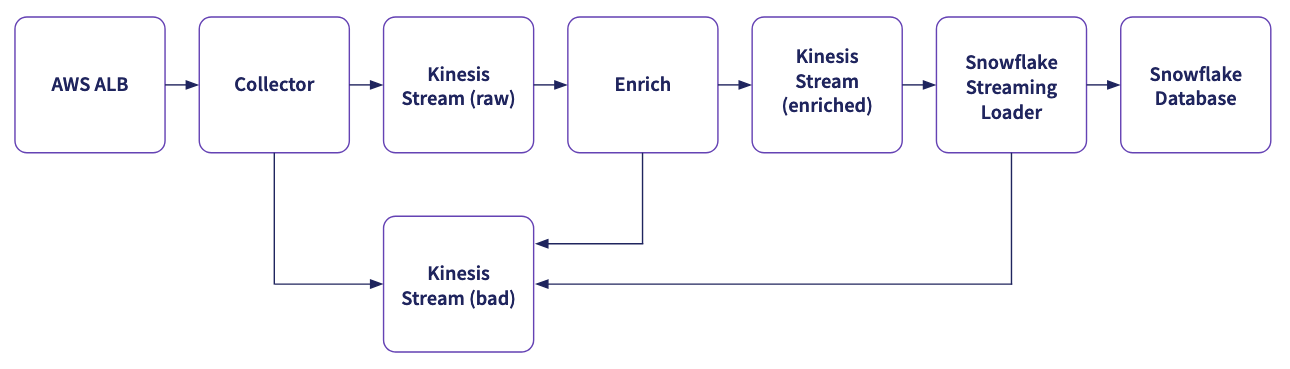 AWS ALB
Collector
Kinesis
Stream (raw)
Enrich
Kinesis
Stream
(enriched)
Snowflake
Streaming
Loader
Snowflake
Database
Kinesis
Stream (bad)